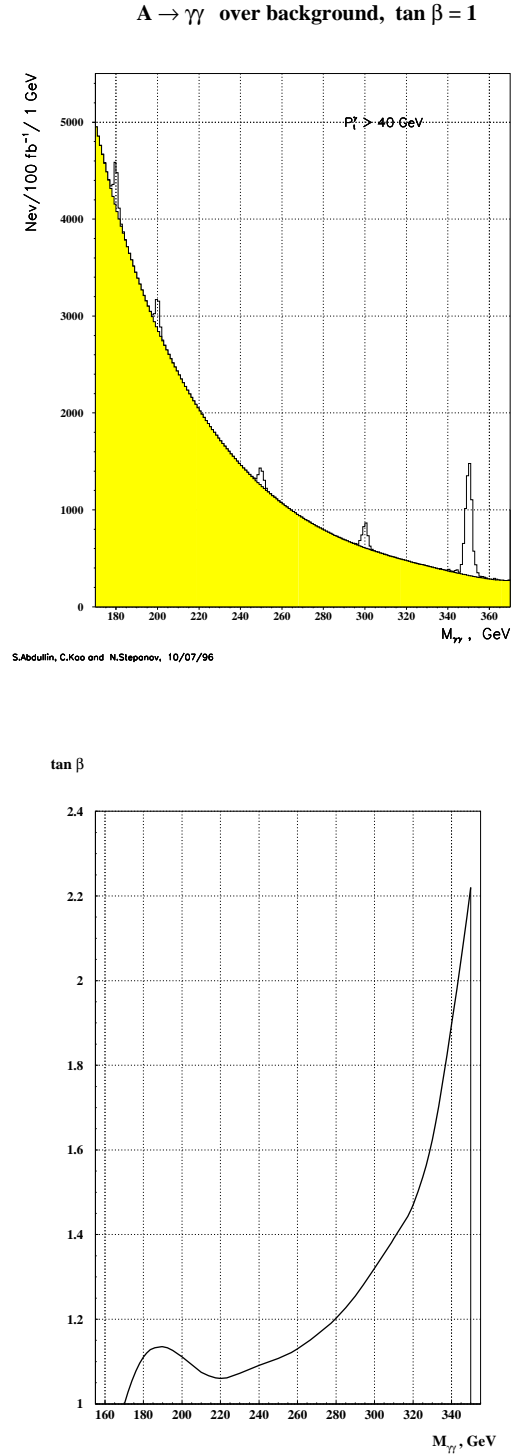 A → γγ over background, tan β = 1
Nev/100 fb⁻¹/ 1 GeV
Pₜᵞ > 40 GeV
5000
4000
3000
2000
1000
0
180 200 220 240 260 280 300 320 340 360
Mᵧᵧ , GeV
S.Abdullin, C.Kao and N.Stepanov, 10/07/96
tan β
2.4
2.2
2
1.8
1.6
1.4
1.2
1
160 180 200 220 240 260 280 300 320 340
Mᵧᵧ, GeV